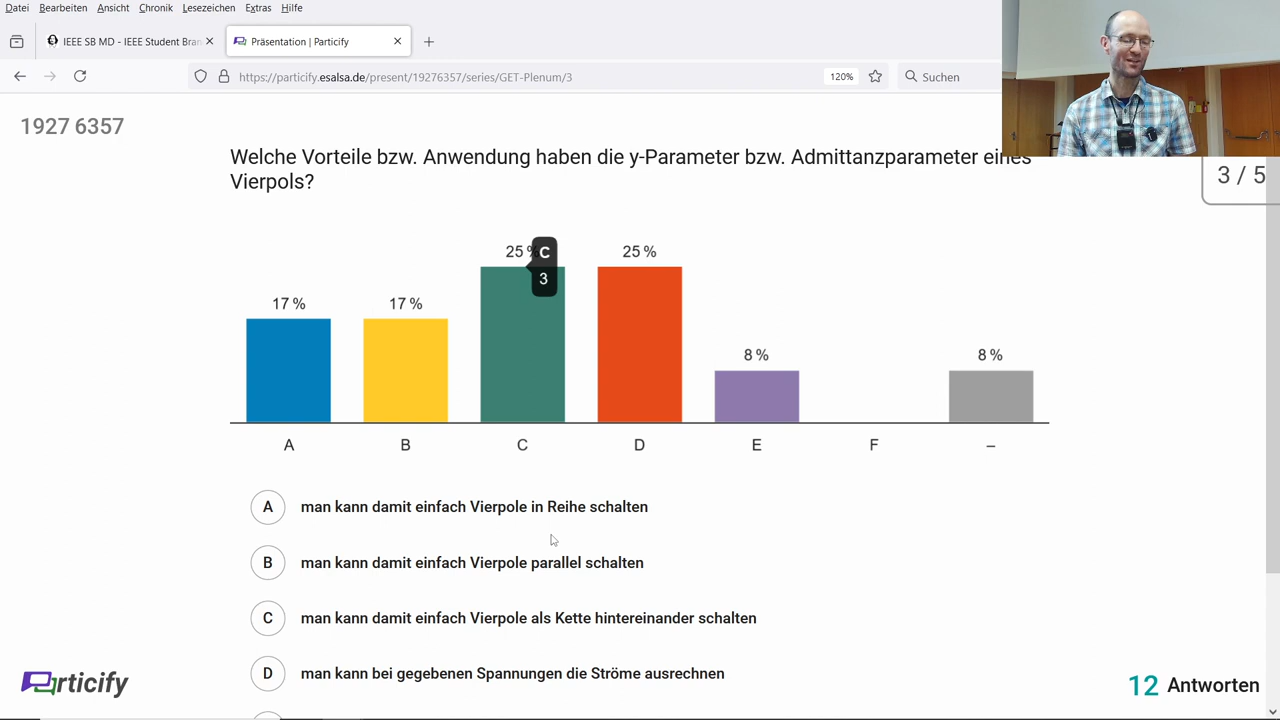 Datei Bearbeiten Ansicht Chronik Lesezeichen Extras Hilfe
IEEE SB MD - IEEE Student Bran Präsentation | Particify
https://particify.esalsa.de/present/19276357/series/GET-Plenum/3 120% Suchen
1927 6357
Welche Vorteile bzw. Anwendung haben die y-Parameter bzw. Admittanzparameter eines
Vierpols?
3 / 5
25 % C 25 %
3
17 % 17 %
8 % 8 %
A B C D E F –
A man kann damit einfach Vierpole in Reihe schalten
B man kann damit einfach Vierpole parallel schalten
C man kann damit einfach Vierpole als Kette hintereinander schalten
D man kann bei gegebenen Spannungen die Ströme ausrechnen
Particify
12 Antworten